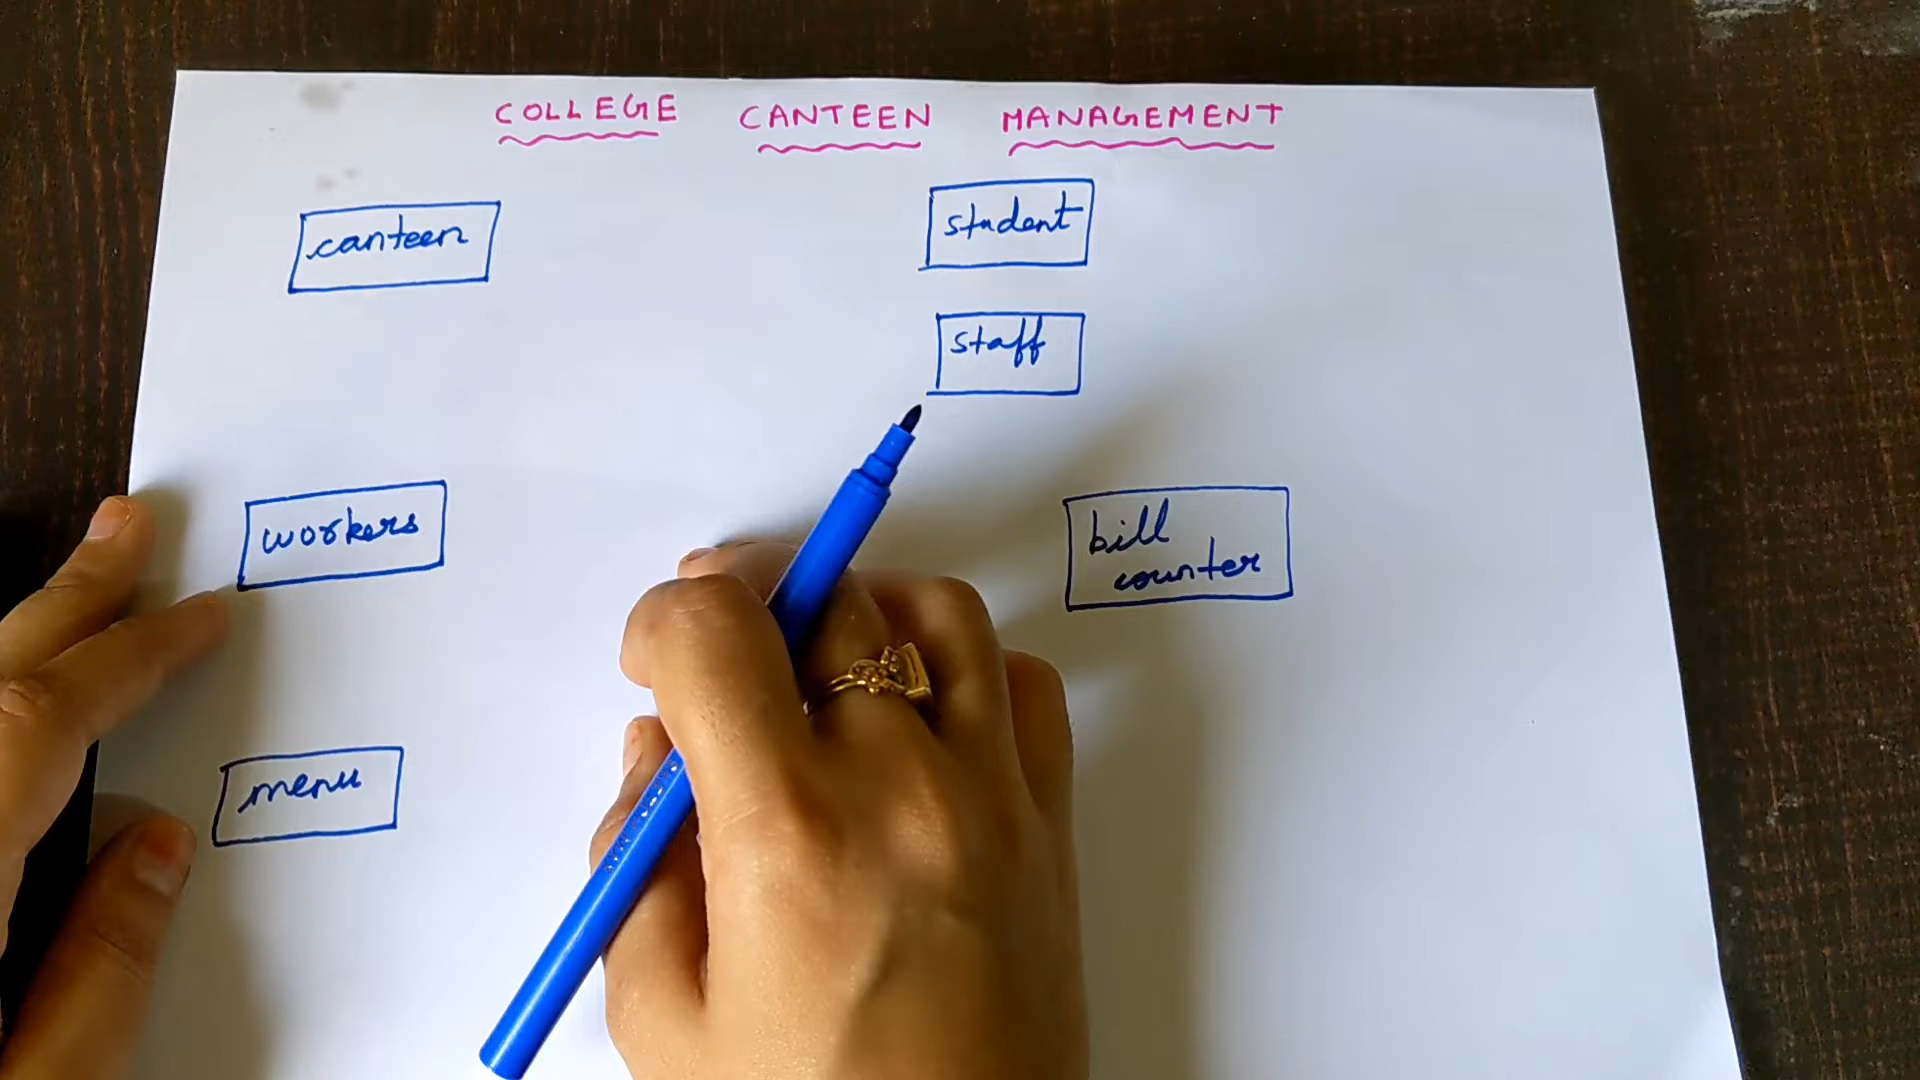 COLLEGE CANTEEN MANAGEMENT
canteen
student
staff
workers
bill
counter
menu